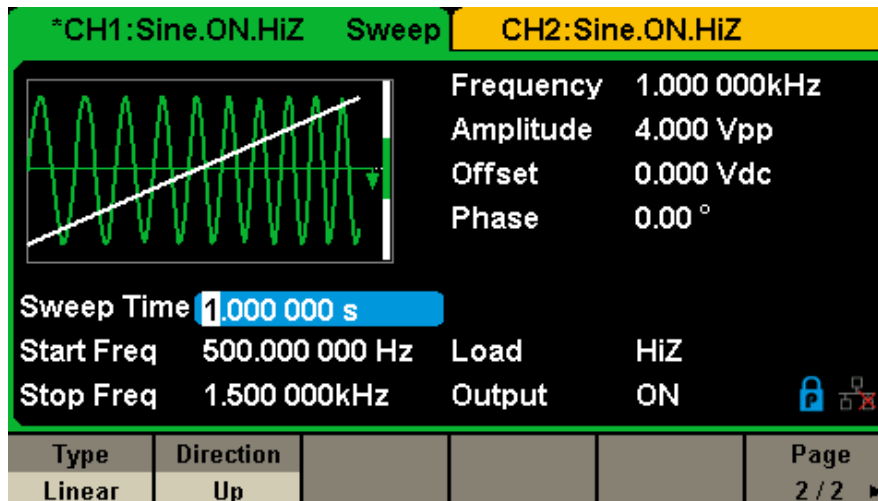 *CH1:Sine.ON.HiZ Sweep CH2:Sine.ON.HiZ
Frequency 1.000 000kHz
Amplitude 4.000 Vpp
Offset 0.000 Vdc
Phase 0.00 °
Sweep Time 1.000 000 s
Start Freq 500.000 000 Hz Load HiZ
Stop Freq 1.500 000kHz Output ON P
Type Direction Page
Linear Up 2 / 2